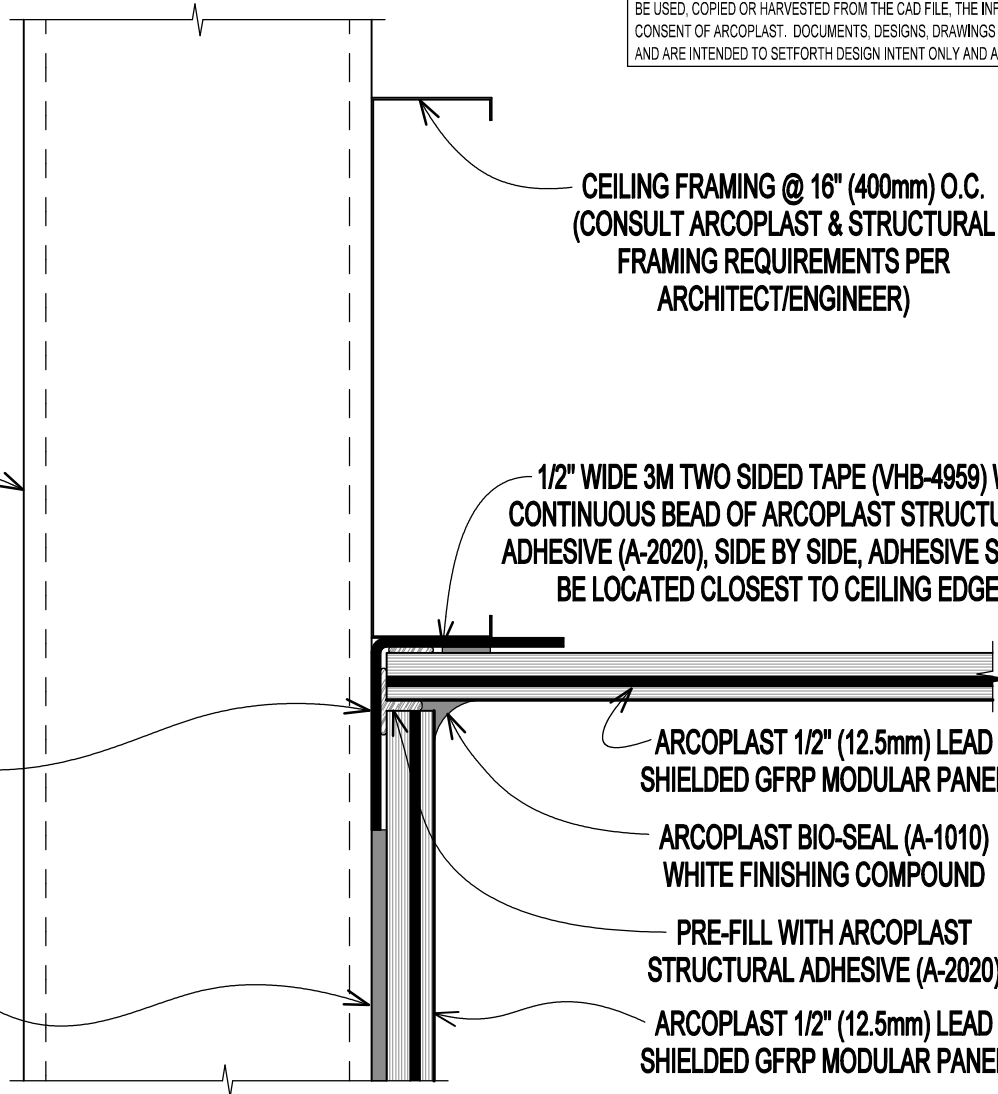 BE USED, COPIED OR HARVESTED FROM THE CAD FILE, THE INF
CONSENT OF ARCOPLAST. DOCUMENTS, DESIGNS, DRAWINGS
AND ARE INTENDED TO SETFORTH DESIGN INTENT ONLY AND A
CEILING FRAMING @ 16" (400mm) O.C.
(CONSULT ARCOPLAST & STRUCTURAL
FRAMING REQUIREMENTS PER
ARCHITECT/ENGINEER)
1/2" WIDE 3M TWO SIDED TAPE (VHB-4959) W
CONTINUOUS BEAD OF ARCOPLAST STRUCTU
ADHESIVE (A-2020), SIDE BY SIDE, ADHESIVE S
BE LOCATED CLOSEST TO CEILING EDGE
ARCOPLAST 1/2" (12.5mm) LEAD
SHIELDED GFRP MODULAR PANEL
ARCOPLAST BIO-SEAL (A-1010)
WHITE FINISHING COMPOUND
PRE-FILL WITH ARCOPLAST
STRUCTURAL ADHESIVE (A-2020)
ARCOPLAST 1/2" (12.5mm) LEAD
SHIELDED GFRP MODULAR PANEL